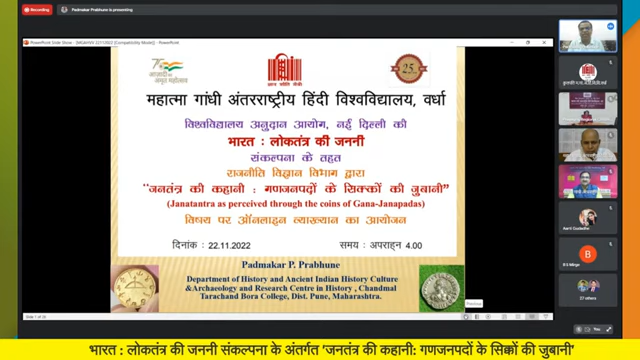 Recording
Padmakar Prabhune is presenting
PowerPoint Slide Show
PowerPoint
आज़ादी का
अमृत महोत्सव
ज्ञान शांति मैत्री
25
महात्मा गांधी अंतरराष्ट्रीय हिंदी विश्वविद्यालय, वर्धा
विश्वविद्यालय अनुदान आयोग, नई दिल्ली की
भारत : लोकतंत्र की जननी
संकल्पना के तहत
राजनीति विज्ञान विभाग द्वारा
"जनतंत्र की कहानी : गणजनपदों के सिक्कों की जुबानी"
(Janatantra as perceived through the coins of Gana-Janapadas)
विषय पर ऑनलाइन व्याख्यान का आयोजन
दिनांक : 22.11.2022
समय : अपराह्न 4.00
Padmakar P. Prabhune
Department of History and Ancient Indian History Culture
&Archaeology and Research Centre in History , Chandmal
Tarachand Bora College, Dist. Pune, Maharashtra.
B
27 others
भारत : लोकतंत्र की जननी संकल्पना के अंतर्गत 'जनतंत्र की कहानी: गणजनपदों के सिक्कों की जुबानी'